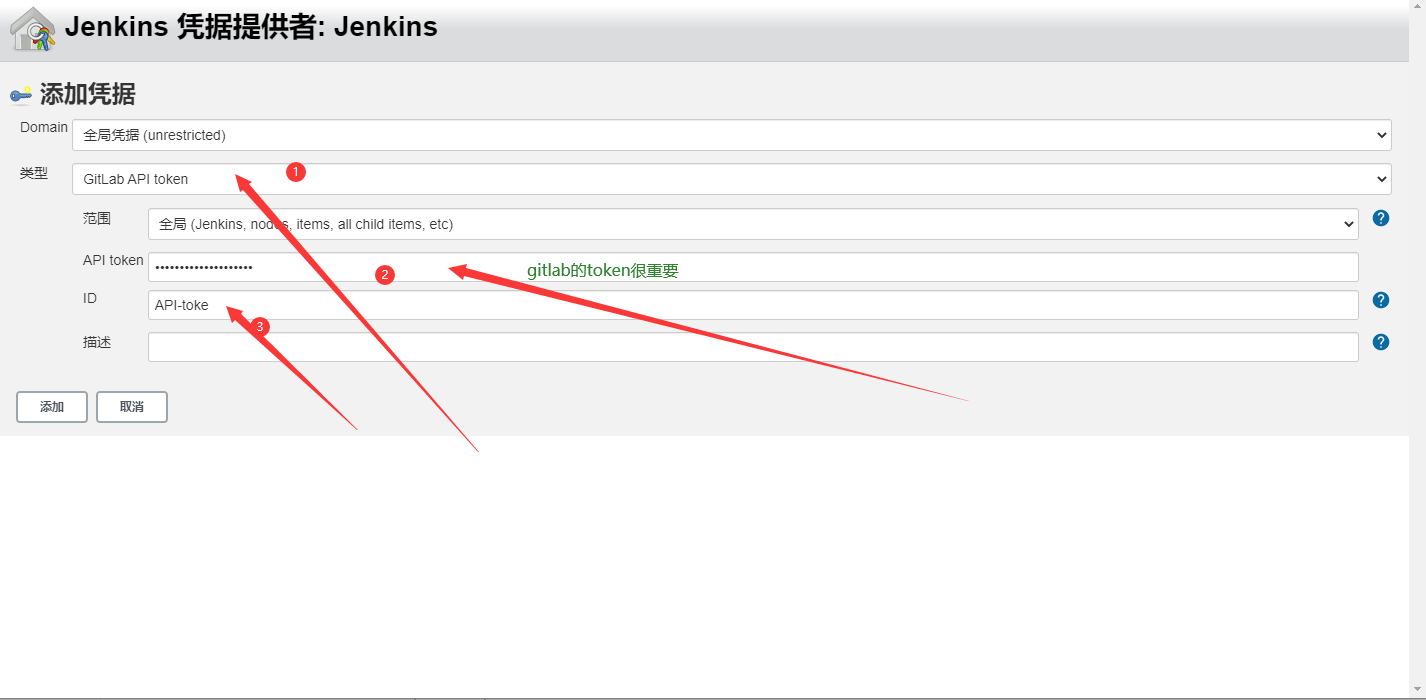 Jenkins 凭据提供者: Jenkins
添加凭据
Domain 全局凭据 (unrestricted)
类型 GitLab API token
1
范围 全局 (Jenkins, nodes, items, all child items, etc)
API token ••••••••••••••••••••
2
gitlab的token很重要
ID API-toke
3
描述
添加 取消